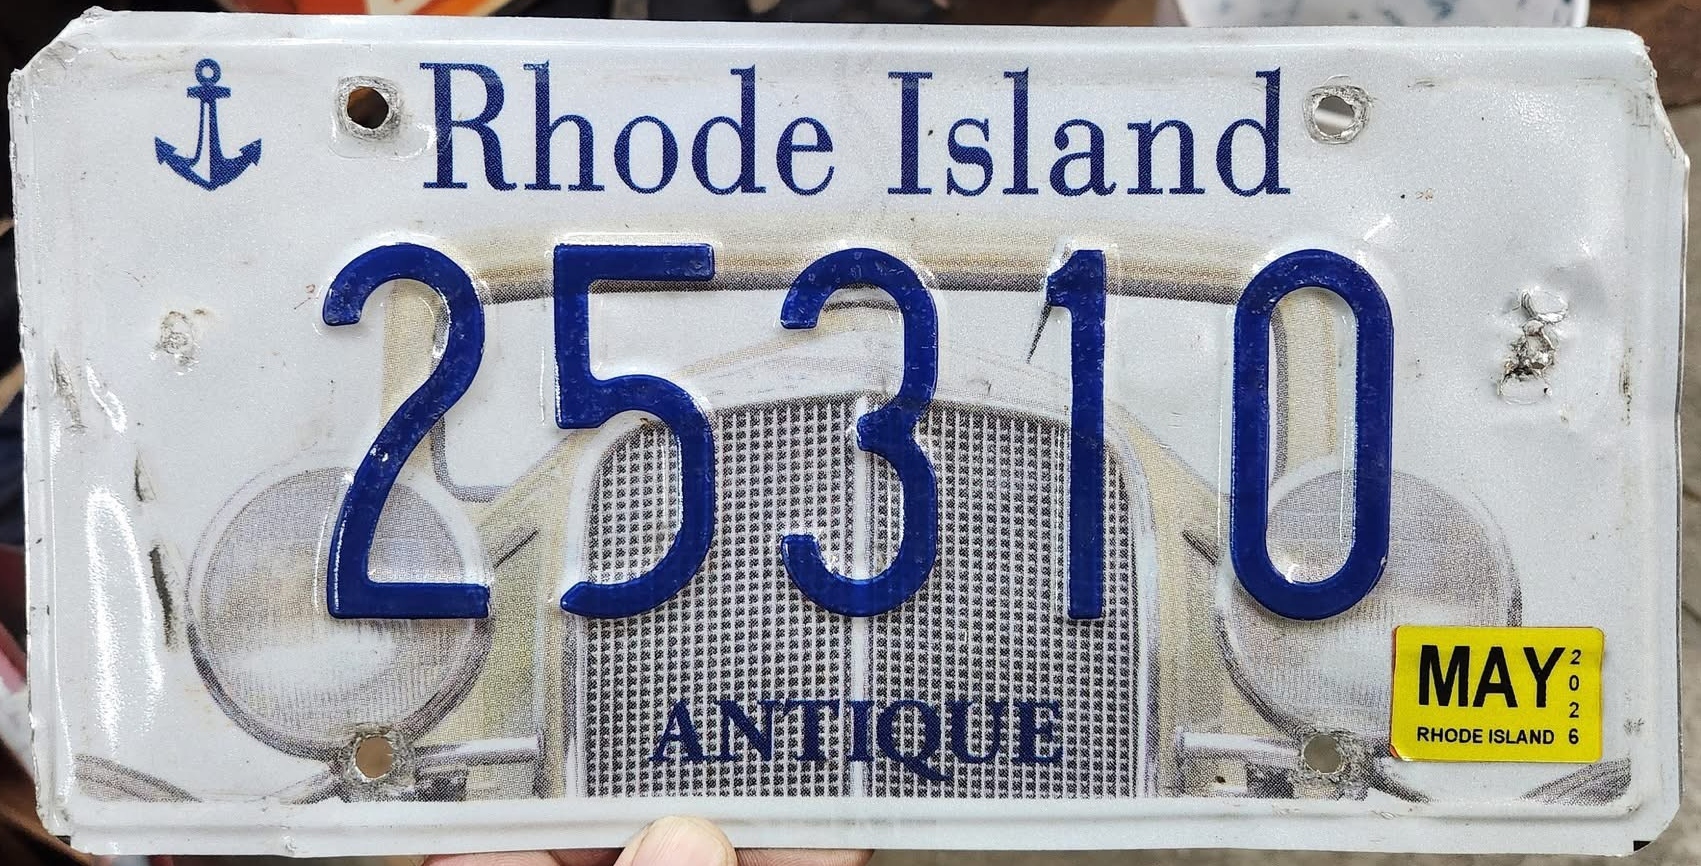 Rhode Island
25310
ANTIQUE
MAY 2026
RHODE ISLAND